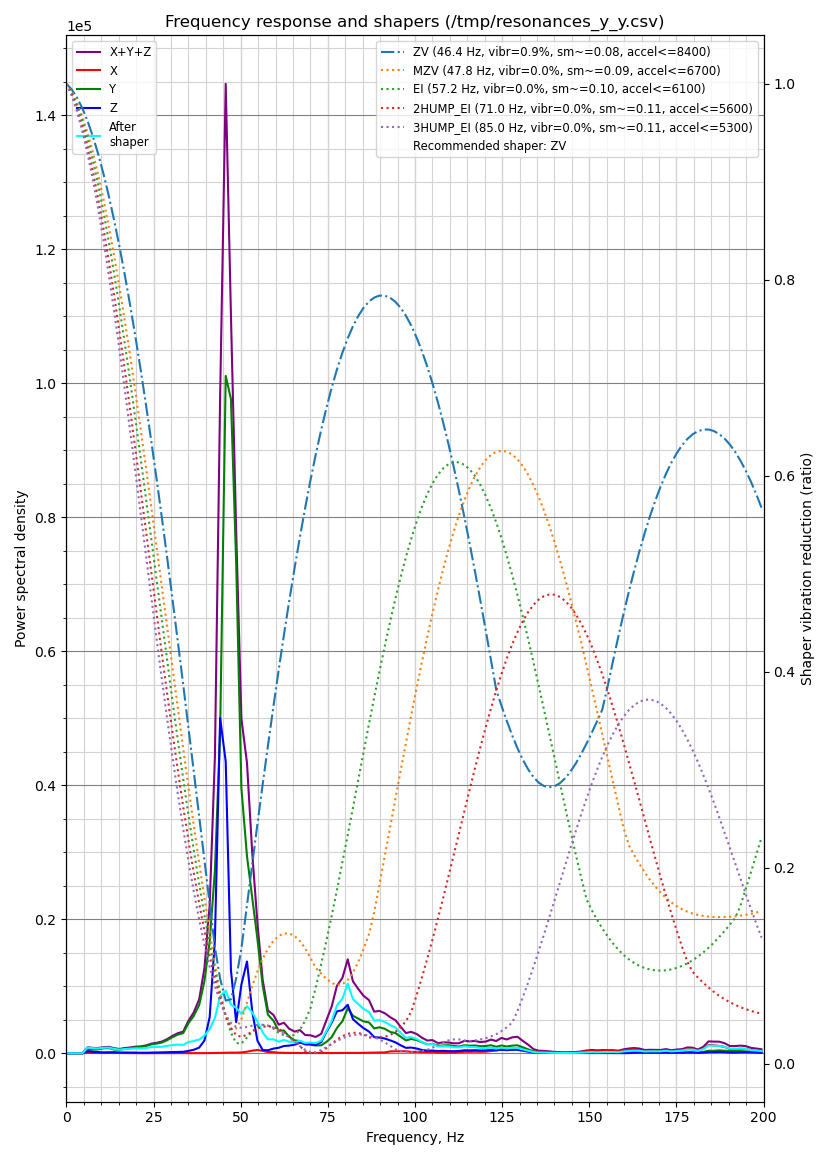 Frequency response and shapers (/tmp/resonances_y_y.csv)
1e5
X+Y+Z
X
Y
Z
After
shaper
ZV (46.4 Hz, vibr=0.9%, sm~=0.08, accel<=8400)
MZV (47.8 Hz, vibr=0.0%, sm~=0.09, accel<=6700)
EI (57.2 Hz, vibr=0.0%, sm~=0.10, accel<=6100)
2HUMP_EI (71.0 Hz, vibr=0.0%, sm~=0.11, accel<=5600)
3HUMP_EI (85.0 Hz, vibr=0.0%, sm~=0.11, accel<=5300)
Recommended shaper: ZV
Power spectral density
1.4
1.2
1.0
0.8
0.6
0.4
0.2
0.0
1.0
0.8
0.6
0.4
0.2
0.0
Shaper vibration reduction (ratio)
0 25 50 75 100 125 150 175 200
Frequency, Hz